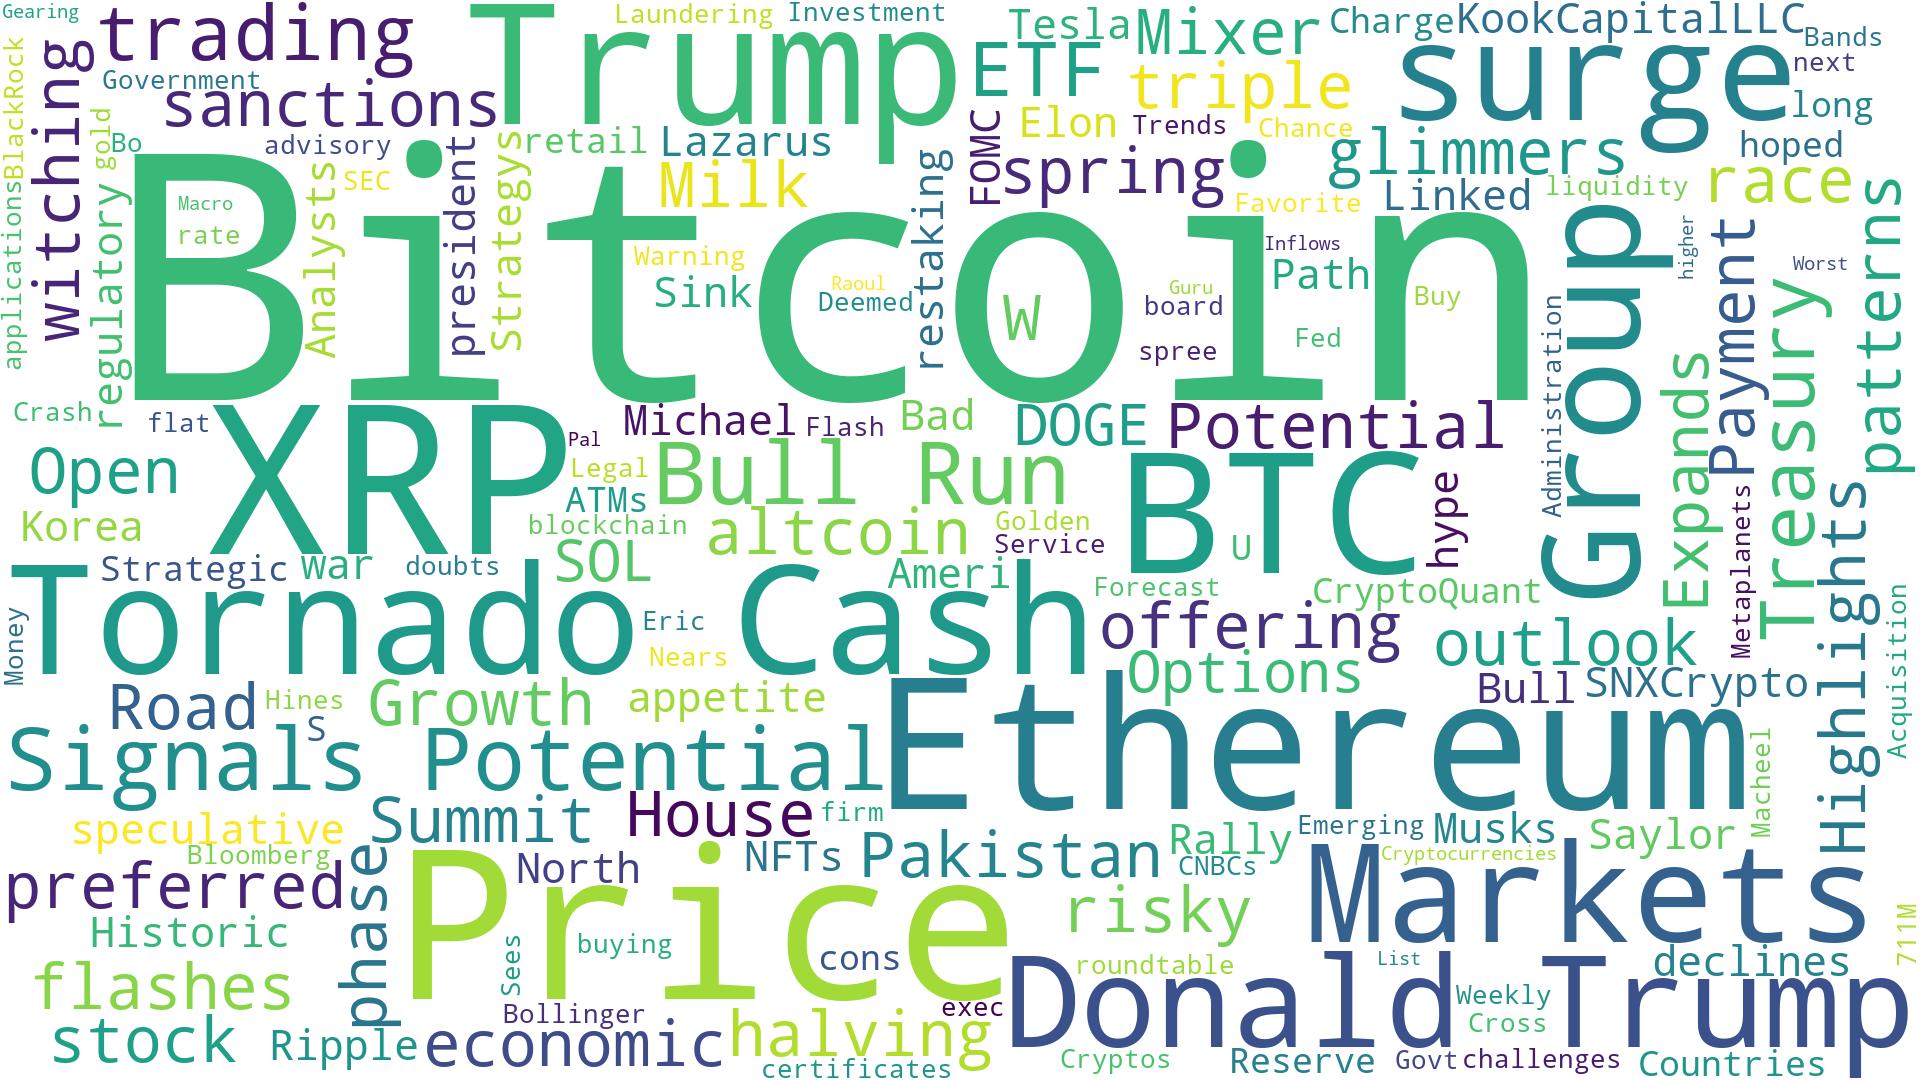 Gearing
trading
Trump
Laundering
Investment
Tesla
Mixer
Charge
KookCapitalLLC
surge
Bands
next
Government
sanctions
witching
BlackRock
applications
gold
regulatory
Bo
advisory
president
Strategys
retail
Lazarus
ETF
triple
Elon
Trends
Chance
FOMC
spring
glimmers
long
hoped
Analysts
SEC
Milk
restaking
Favorite
Linked
liquidity
race
Macro
rate
Bitcoin
Warning
Sink
Raoul
Deemed
W
Guru
board
spree
Inflows
Path
Fed
Buy
Group
higher
Payment
Worst
patterns
Administration
Expands
Treasury
Crash
flat
XRP
Pal
Michael
Flash
Bad
DOGE
Potential
Open
Legal
ATMs
Bull Run
BTC
hype
Korea
blockchain
altcoin
Golden
Service
U
Metaplanets
Highlights
Strategic
war
doubts
SOL
Ameri
Forecast
CryptoQuant
Money
Tornado Cash
Eric
Nears
offering
outlook
Acquisition
Road
Hines
S
Growth
appetite
Options
Bull
SNXCrypto
Signals Potential
Ethereum
Macheel
speculative
Summit
House
firm
Bloomberg
phase
North
NFTs
Pakistan
Rally
CNBCs
Emerging
Musks
Saylor
Cryptocurrencies
preferred
Price
Markets
711M
Historic
Sees
buying
cons
risky
flashes
roundtable
Donald Trump
List
declines
stock
Ripple
Bollinger
economic
exec
halving
certificates
Weekly
Cross
Cryptos
Reserve
Govt
challenges
Countries